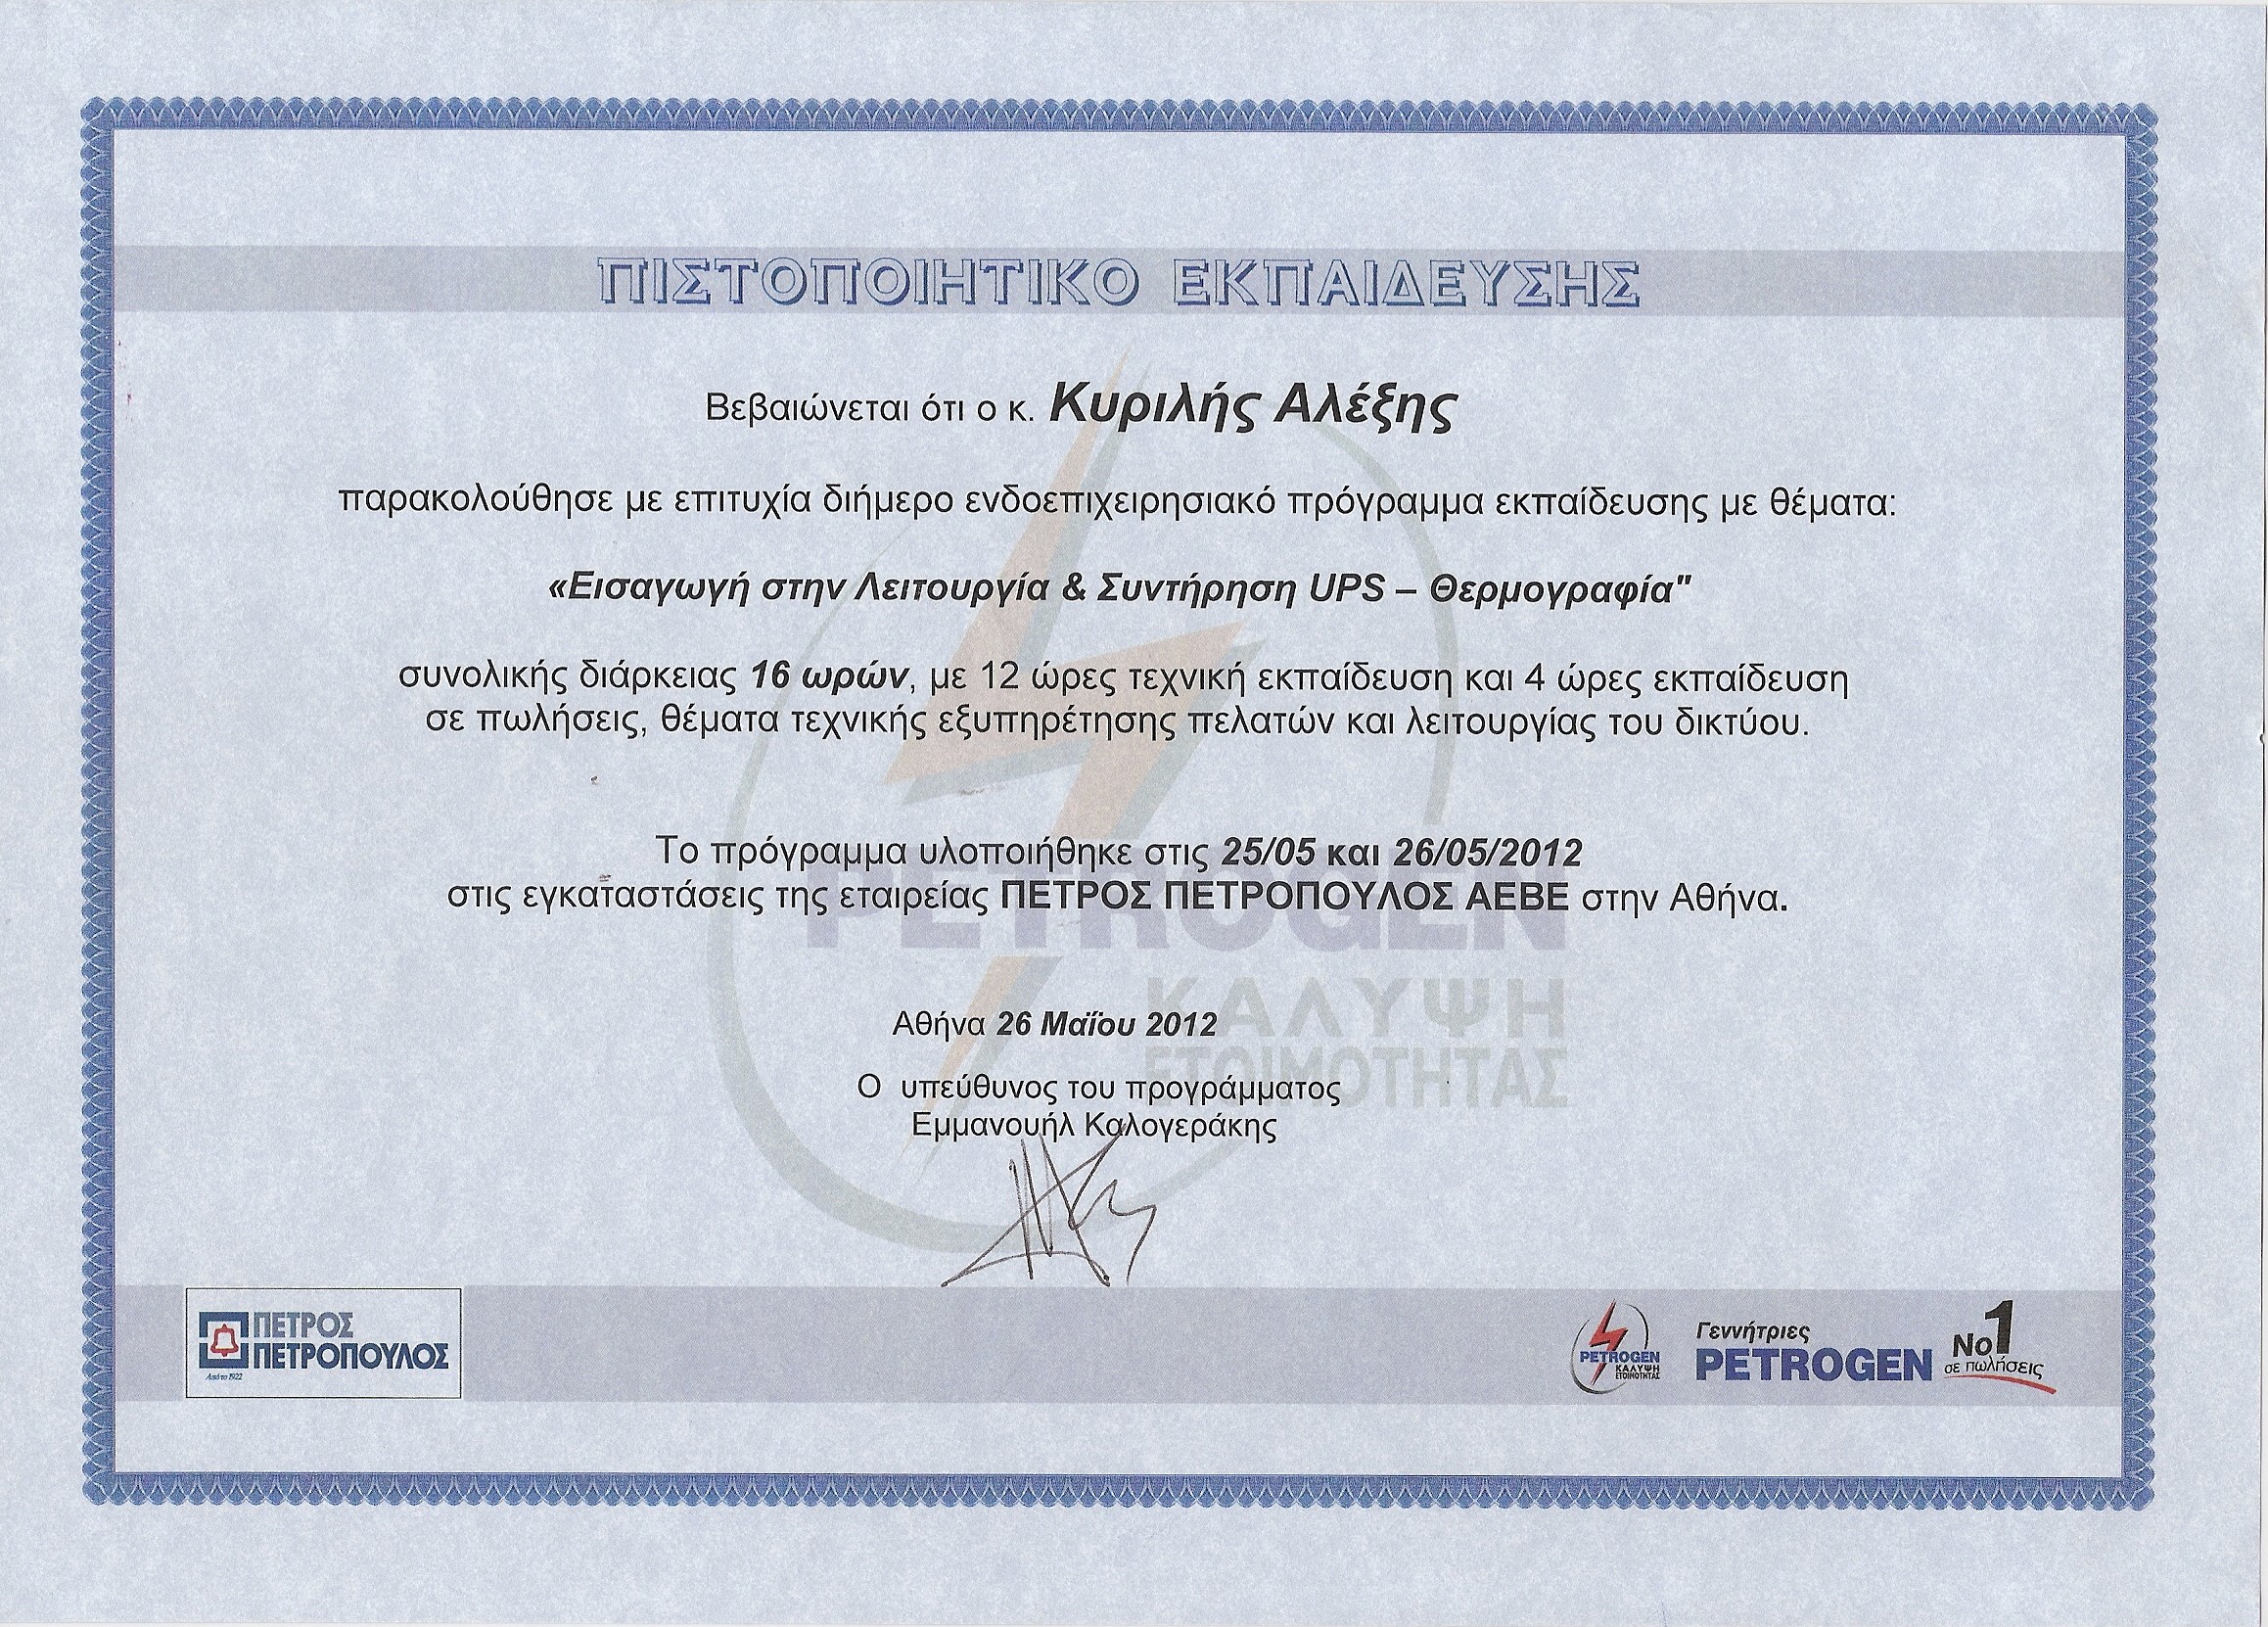 ΠΙΣΤΟΠΟΙΗΤΙΚΟ ΕΚΠΑΙΔΕΥΣΗΣ
Βεβαιώνεται ότι ο κ. Κυριλής Αλέξης
παρακολούθησε με επιτυχία διήμερο ενδοεπιχειρησιακό πρόγραμμα εκπαίδευσης με θέματα:
«Εισαγωγή στην Λειτουργία & Συντήρηση UPS – Θερμογραφία"
συνολικής διάρκειας 16 ωρών, με 12 ώρες τεχνική εκπαίδευση και 4 ώρες εκπαίδευση
σε πωλήσεις, θέματα τεχνικής εξυπηρέτησης πελατών και λειτουργίας του δικτύου.
Το πρόγραμμα υλοποιήθηκε στις 25/05 και 26/05/2012
στις εγκαταστάσεις της εταιρείας ΠΕΤΡΟΣ ΠΕΤΡΟΠΟΥΛΟΣ ΑΕΒΕ στην Αθήνα.
PETROGEN
ΚΑΛΥΨΗ
ΕΤΟΙΜΟΤΗΤΑΣ
Αθήνα 26 Μαΐου 2012
Ο υπεύθυνος του προγράμματος
Εμμανουήλ Καλογεράκης
ΠΕΤΡΟΣ
ΠΕΤΡΟΠΟΥΛΟΣ
Από το 1922
PETROGEN
ΚΑΛΥΨΗ
ΕΤΟΙΜΟΤΗΤΑΣ
Γεννήτριες
PETROGEN
Νο1
σε πωλήσεις